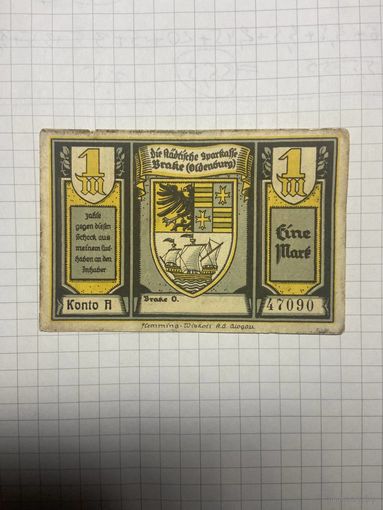 1
M
die städtische Sparkasse
Brake (Oldenburg)
1
M
zahle
gegen diesen
Scheck aus
meinem Gut-
haben an den
Inhaber
Eine
Mark
Konto A
Brake O.
47090
Flemming-Wiskott A.G. Glogau